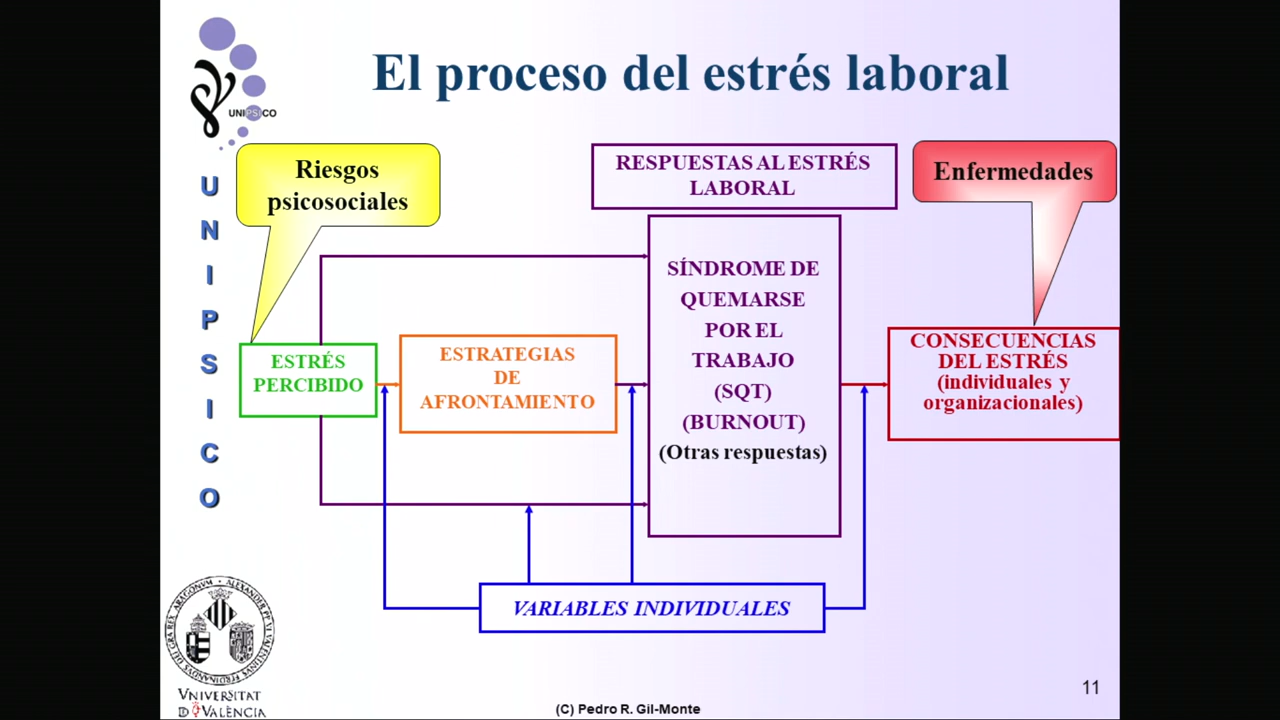 El proceso del estrés laboral
UNIPSICO
UNIPSICO
Riesgos
psicosociales
RESPUESTAS AL ESTRÉS
LABORAL
Enfermedades
ESTRÉS
PERCIBIDO
ESTRATEGIAS
DE
AFRONTAMIENTO
SÍNDROME DE
QUEMARSE
POR EL
TRABAJO
(SQT)
(BURNOUT)
(Otras respuestas)
CONSECUENCIAS
DEL ESTRÉS
(individuales y
organizacionales)
VARIABLES INDIVIDUALES
VNIVERSITAT
D VALÈNCIA
(C) Pedro R. Gil-Monte
11